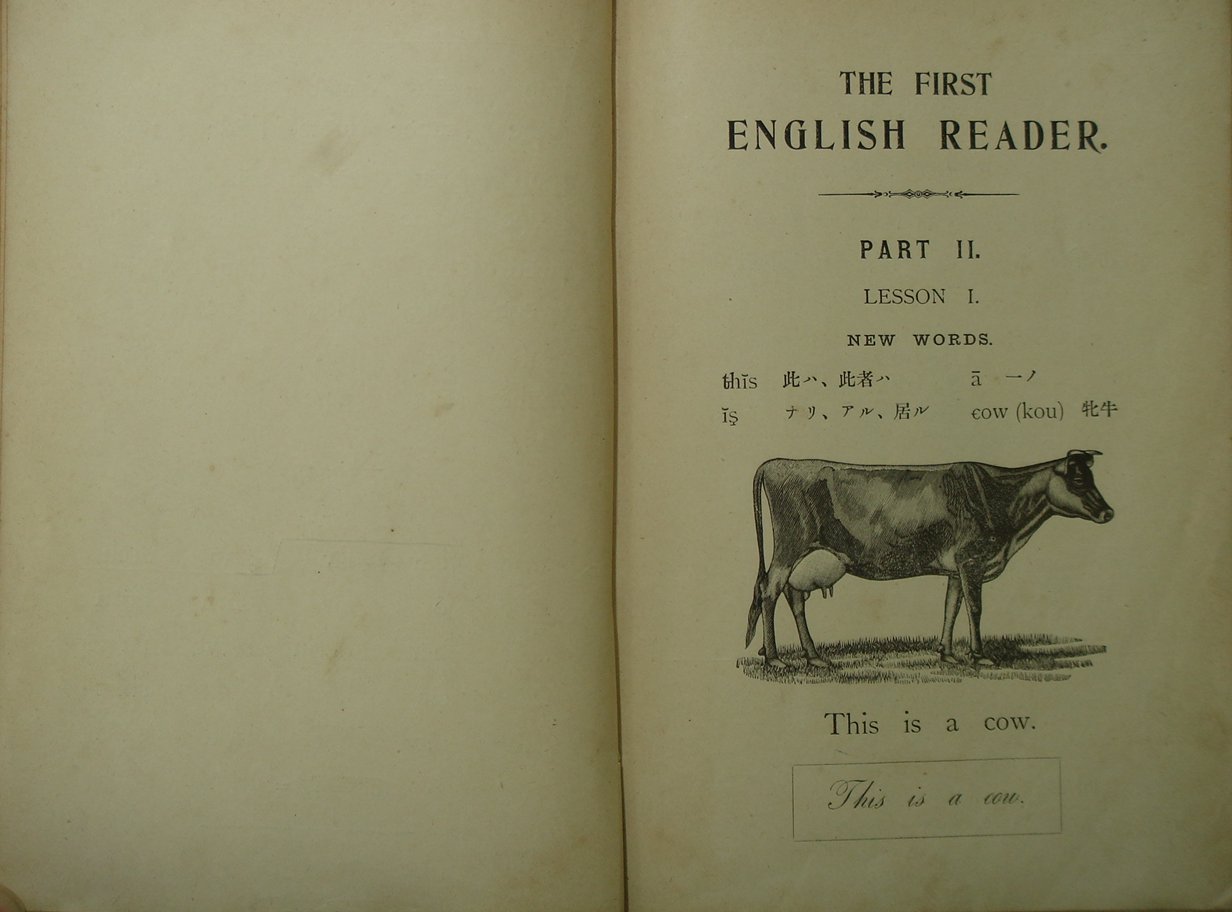 THE FIRST
ENGLISH READER.
PART II.
LESSON I.
NEW WORDS.
thĭs 此ハ、此者ハ ā 一ノ
ĭş ナリ、アル、居ル cow (kou) 牝牛
This is a cow.
This is a cow.